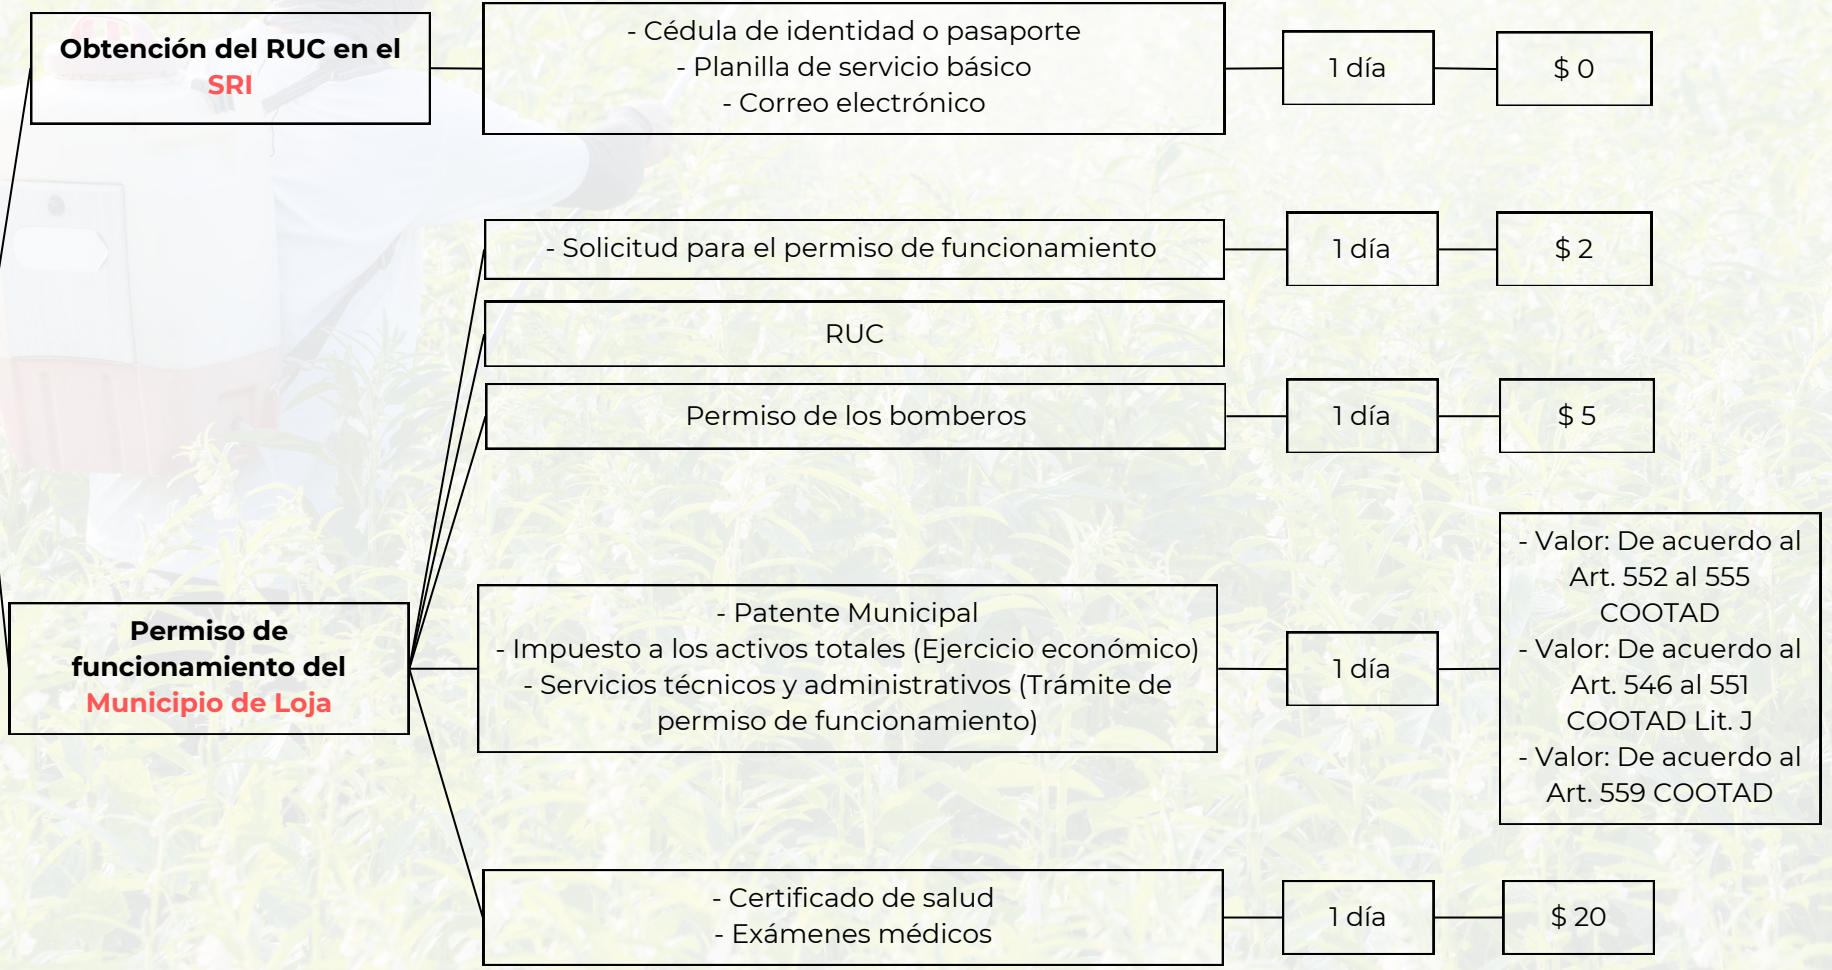 Obtención del RUC en el
SRI
- Cédula de identidad o pasaporte
- Planilla de servicio básico
- Correo electrónico
1 día
$ 0
- Solicitud para el permiso de funcionamiento
1 día
$ 2
RUC
Permiso de los bomberos
1 día
$ 5
Permiso de
funcionamiento del
Municipio de Loja
- Patente Municipal
- Impuesto a los activos totales (Ejercicio económico)
- Servicios técnicos y administrativos (Trámite de
permiso de funcionamiento)
1 día
- Valor: De acuerdo al
Art. 552 al 555
COOTAD
- Valor: De acuerdo al
Art. 546 al 551
COOTAD Lit. J
- Valor: De acuerdo al
Art. 559 COOTAD
- Certificado de salud
- Exámenes médicos
1 día
$ 20